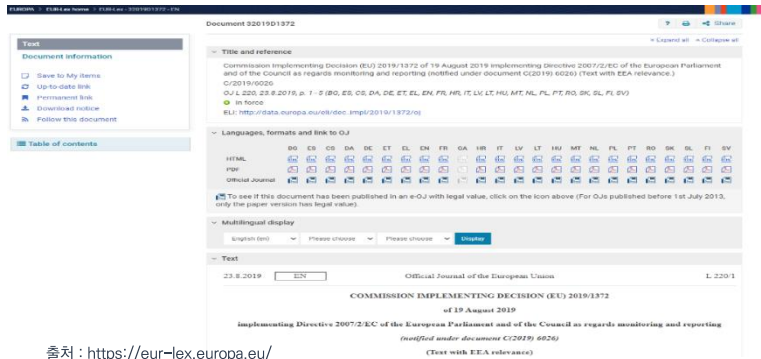 EUROPA > EUR-Lex home > EUR-Lex - 32019D1372 - EN
Document 32019D1372
? Share
Expand all Collapse all
Text
Document information
Save to My items
Up-to-date link
Permanent link
Download notice
Follow this document
Table of contents
Title and reference
Commission Implementing Decision (EU) 2019/1372 of 19 August 2019 implementing Directive 2007/2/EC of the European Parliament
and of the Council as regards monitoring and reporting (notified under document C(2019) 6026) (Text with EEA relevance.)
C/2019/6026
OJ L 220, 23.8.2019, p. 1–5 (BG, ES, CS, DA, DE, ET, EL, EN, FR, HR, IT, LV, LT, HU, MT, NL, PL, PT, RO, SK, SL, FI, SV)
In force
ELI: http://data.europa.eu/eli/dec_impl/2019/1372/oj
Languages, formats and link to OJ
BG ES CS DA DE ET EL EN FR GA HR IT LV LT HU MT NL PL PT RO SK SL FI SV
HTML
PDF
Official Journal
To see if this document has been published in an e-OJ with legal value, click on the icon above (For OJs published before 1st July 2013,
only the paper version has legal value).
Multilingual display
English (en) Please choose Please choose Display
Text
23.8.2019 EN Official Journal of the European Union L 220/1
COMMISSION IMPLEMENTING DECISION (EU) 2019/1372
of 19 August 2019
implementing Directive 2007/2/EC of the European Parliament and of the Council as regards monitoring and reporting
(notified under document C(2019) 6026)
(Text with EEA relevance)
출처 : https://eur-lex.europa.eu/